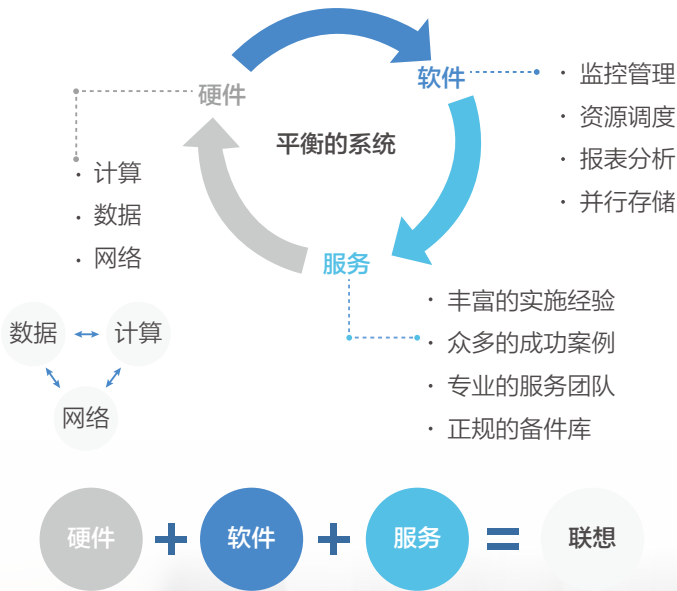 硬件
软件
平衡的系统
服务
· 计算
· 数据
· 网络
· 监控管理
· 资源调度
· 报表分析
· 并行存储
· 丰富的实施经验
· 众多的成功案例
· 专业的服务团队
· 正规的备件库
数据
计算
网络
硬件 + 软件 + 服务 = 联想